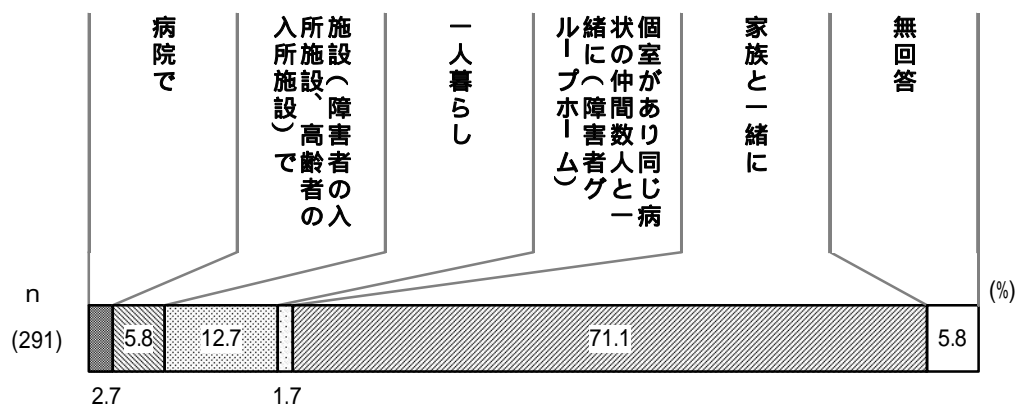 病院で
施設（障害者の入
所施設、高齢者の
入所施設）で
一人暮らし
個室があり同じ病
状の仲間数人と一
緒に（障害者グ
ループホーム）
家族と一緒に
無回答
n
(%)
(291)
5.8
12.7
71.1
5.8
2.7
1.7